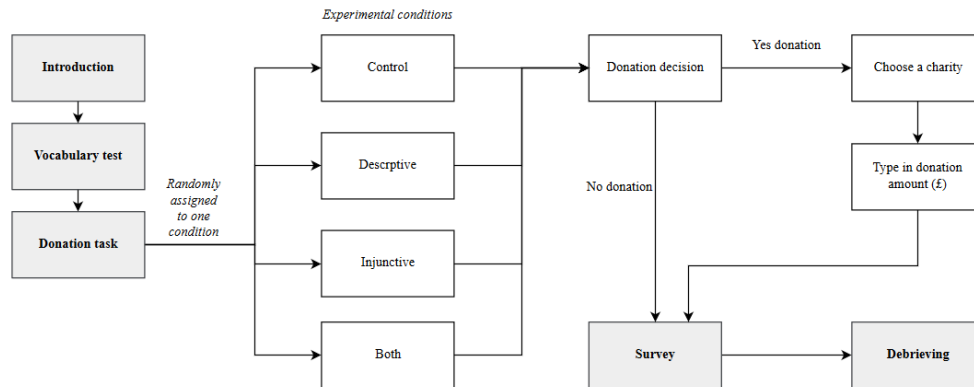 Experimental conditions
Introduction
Control
Donation decision
Yes donation
Choose a charity
Vocabulary test
Descrptive
Randomly
assigned
to one
condition
No donation
Type in donation
amount (£)
Donation task
Injunctive
Both
Survey
Debrieving